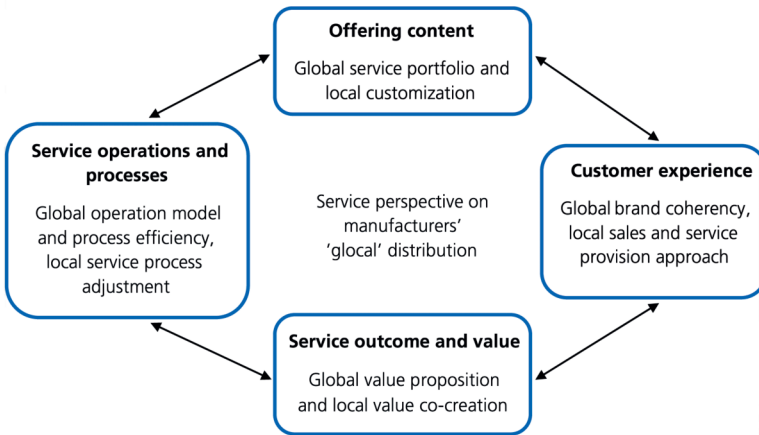 Offering content
Global service portfolio and
local customization
Service operations and
processes
Global operation model
and process efficiency,
local service process
adjustment
Service perspective on
manufacturers'
'glocal' distribution
Customer experience
Global brand coherency,
local sales and service
provision approach
Service outcome and value
Global value proposition
and local value co-creation